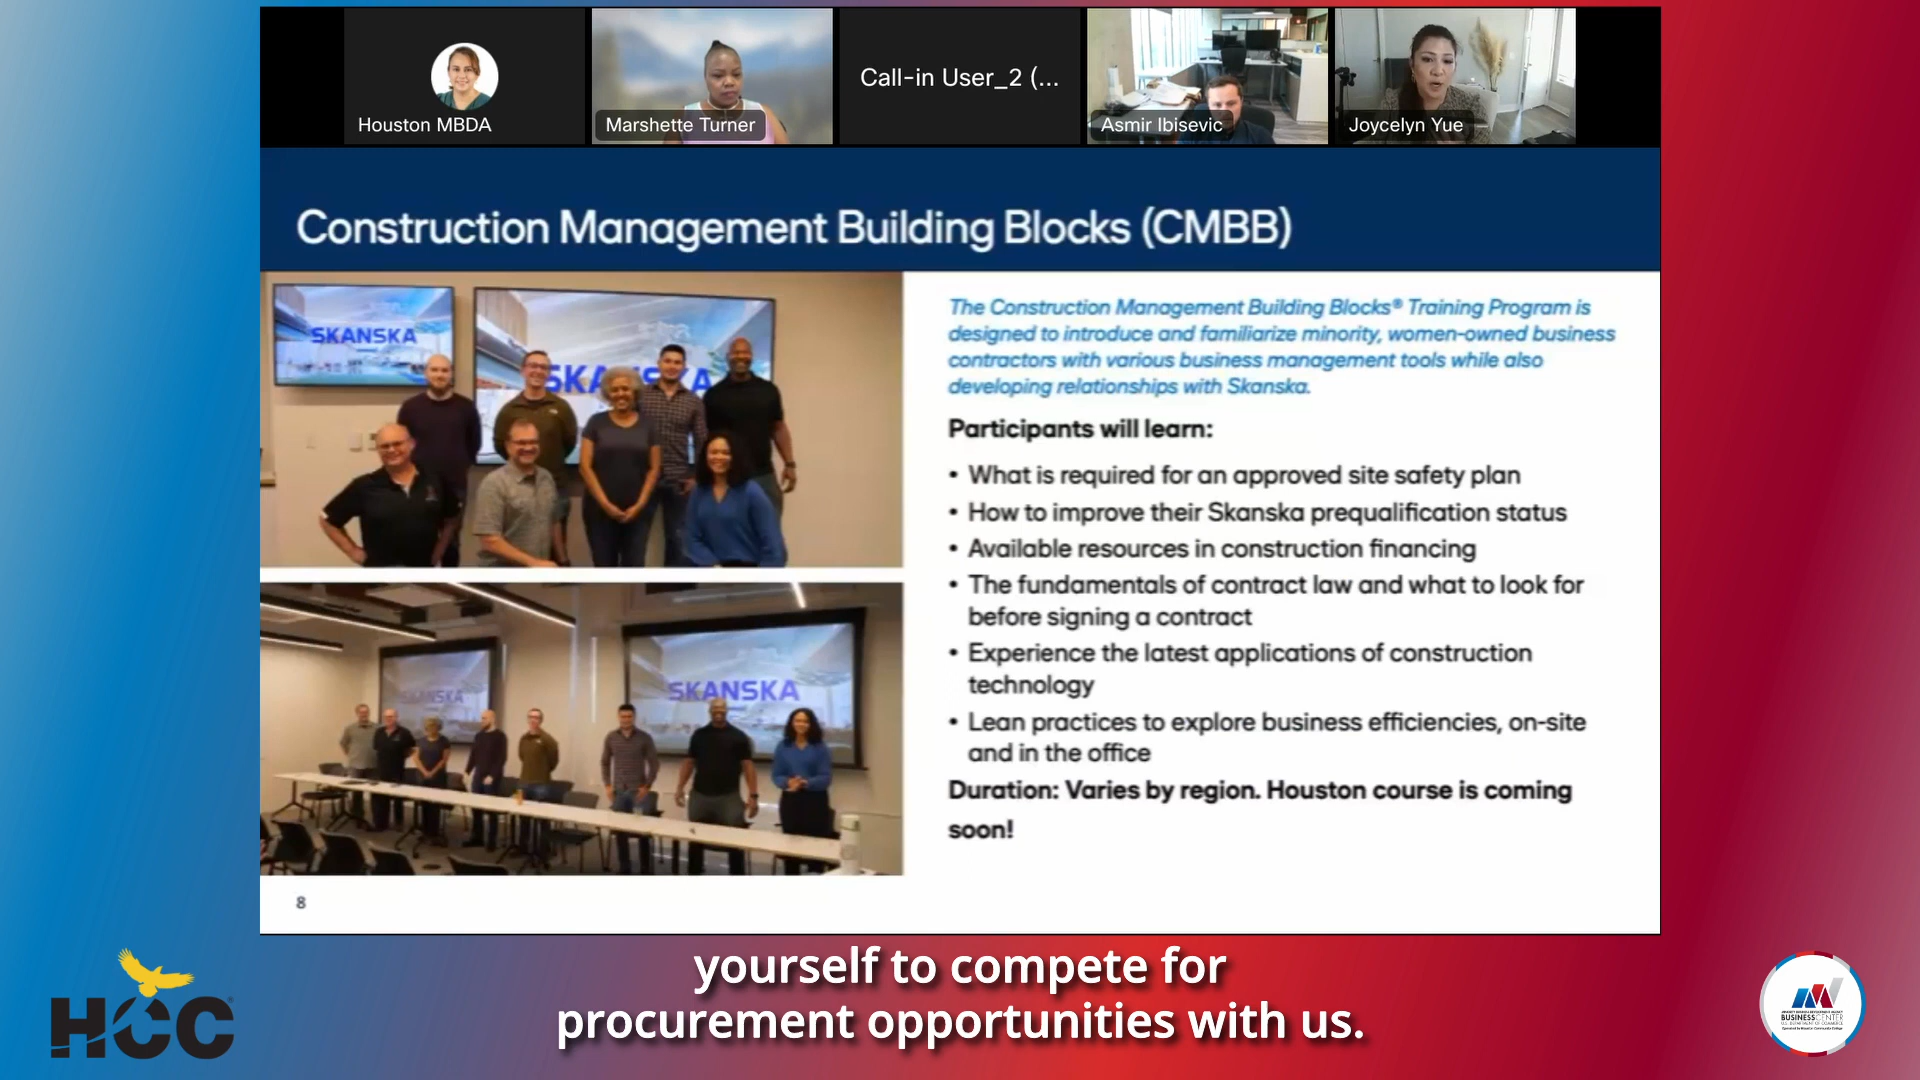 Houston MBDA
Marshette Turner
Call-in User_2 (...
Asmir Ibisevic
Joycelyn Yue
Construction Management Building Blocks (CMBB)
SKANSKA
SKANSKA
The Construction Management Building Blocks® Training Program is
designed to introduce and familiarize minority, women-owned business
contractors with various business management tools while also
developing relationships with Skanska.
Participants will learn:
• What is required for an approved site safety plan
• How to improve their Skanska prequalification status
• Available resources in construction financing
• The fundamentals of contract law and what to look for
before signing a contract
• Experience the latest applications of construction
technology
• Lean practices to explore business efficiencies, on-site
and in the office
Duration: Varies by region. Houston course is coming
soon!
SKANSKA
SKANSKA
8
yourself to compete for
procurement opportunities with us.
HCC
BUSINESS CENTER